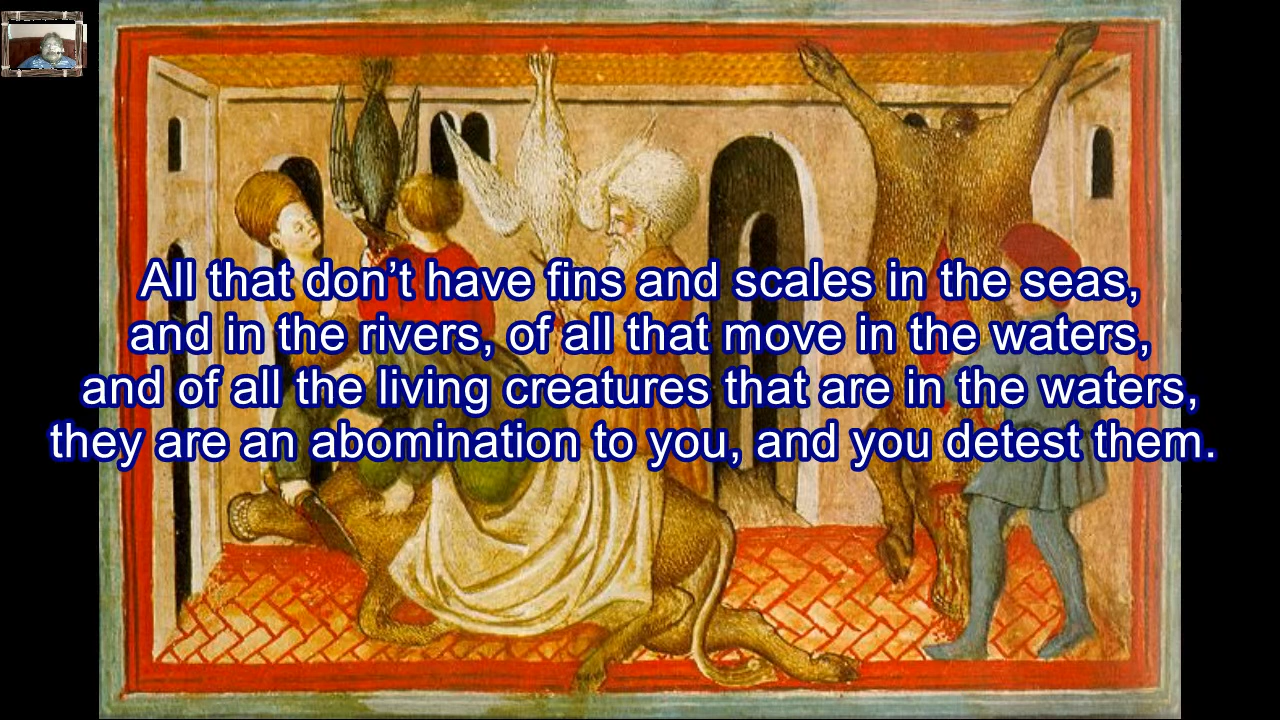 All that don’t have fins and scales in the seas,
and in the rivers, of all that move in the waters,
and of all the living creatures that are in the waters,
they are an abomination to you, and you detest them.